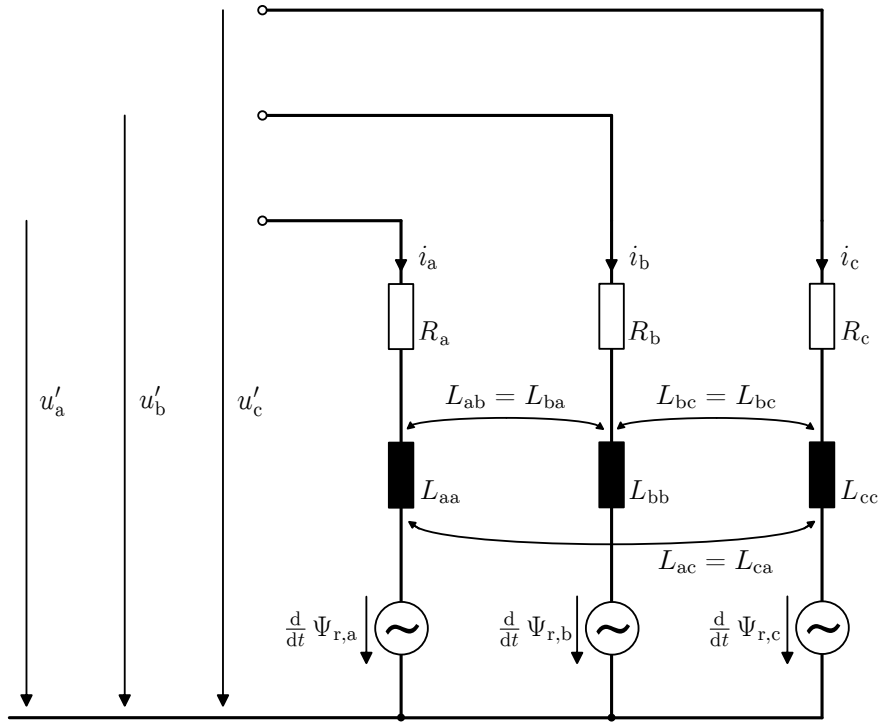 i_a i_b i_c
R_a R_b R_c
u′_a u′_b u′_c
L_ab = L_ba L_bc = L_bc
L_aa L_bb L_cc
L_ac = L_ca
d/dt Ψ_r,a d/dt Ψ_r,b d/dt Ψ_r,c